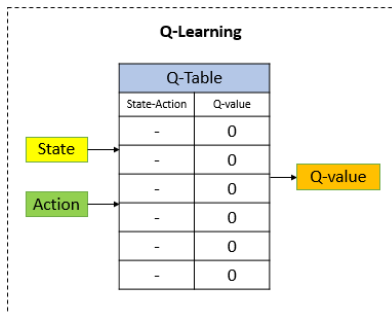 Q-Learning
Q-Table
State-Action Q-value
- 0
- 0
- 0
- 0
- 0
- 0
State
Action
Q-value